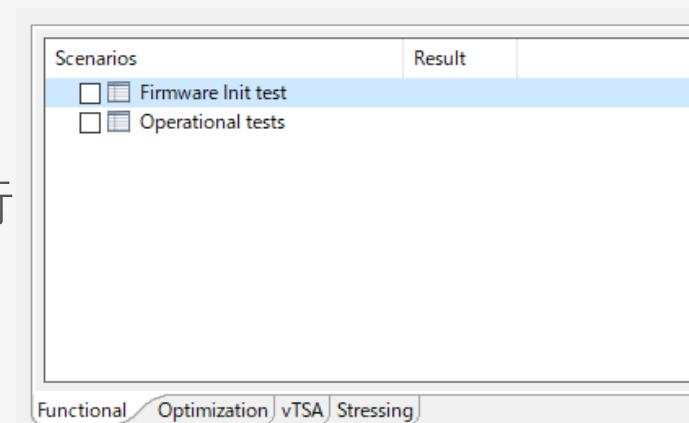 Scenarios Result
Firmware Init test
Operational tests
Functional Optimization vTSA Stressing